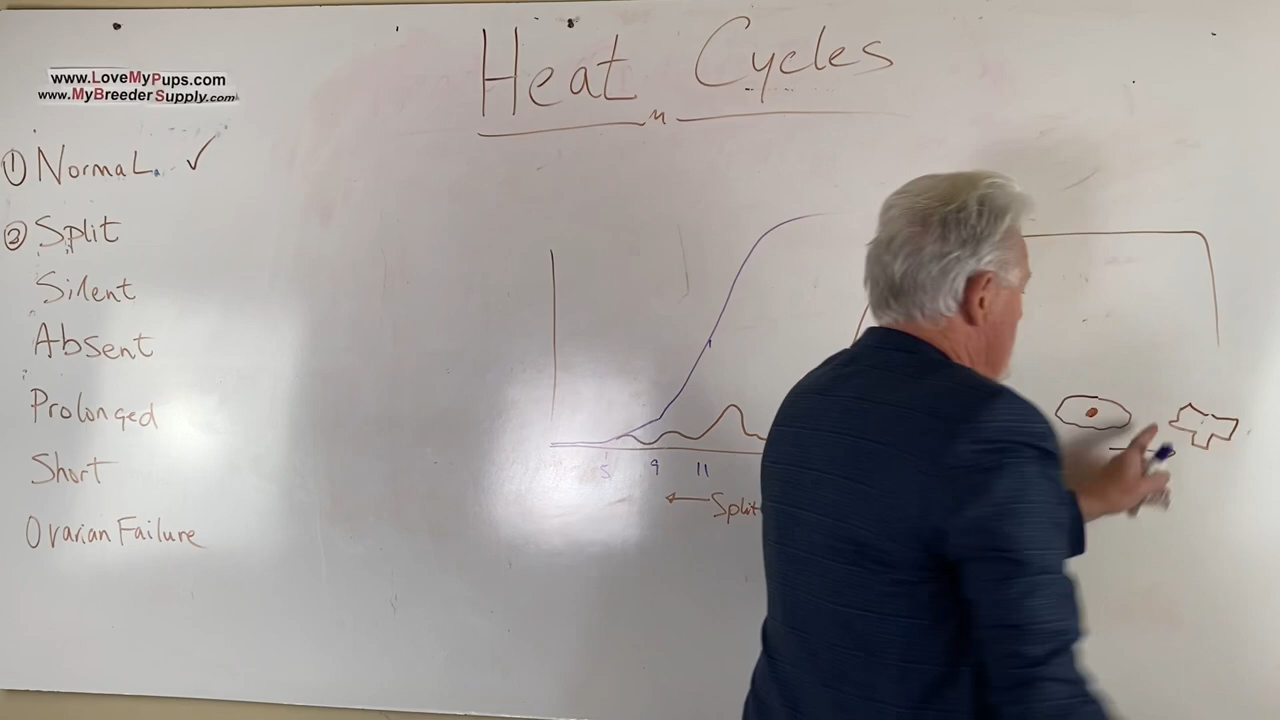 www.LoveMyPups.com
www.MyBreederSupply.com
Heat Cycles
① Normal. ✓
② Split
Silent
Absent
Prolonged
Short
Ovarian Failure
5 9 11
← Split